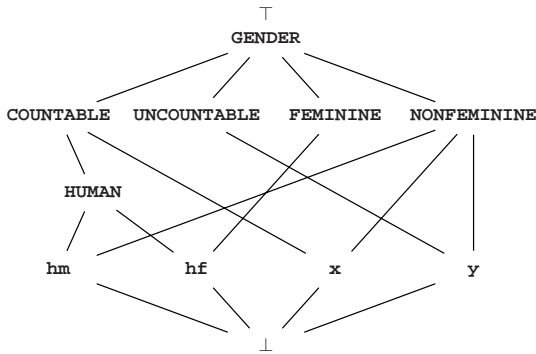 ⊤
GENDER
COUNTABLE UNCOUNTABLE FEMININE NONFEMININE
HUMAN
hm hf x y
⊥